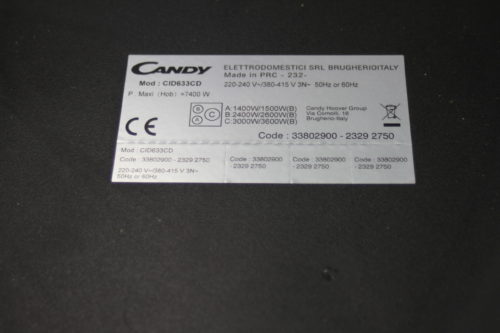 CANDY
ELETTRODOMESTICI SRL BRUGHERIOITALY
Made in PRC - 232-
Mod : CID633CD
220-240 V~/380-415 V 3N~ 50Hz or 60Hz
P Maxi (Hob) =7400 W
A:1400W/1500W(B)
B:2400W/2600W(B)
C:3000W/3600W(B)
A
B
C
Candy Hoover Group
Via Comolli, 16
Brugherio-Italy
CE
Code : 33802900 - 2329 2750
Mod : CID633CD
Code : 33802900 - 2329 2750
220-240 V~/380-415 V 3N~
50Hz or 60Hz
Code : 33802900
- 2329 2750
Code : 33802900
- 2329 2750
Code : 33802900
- 2329 2750